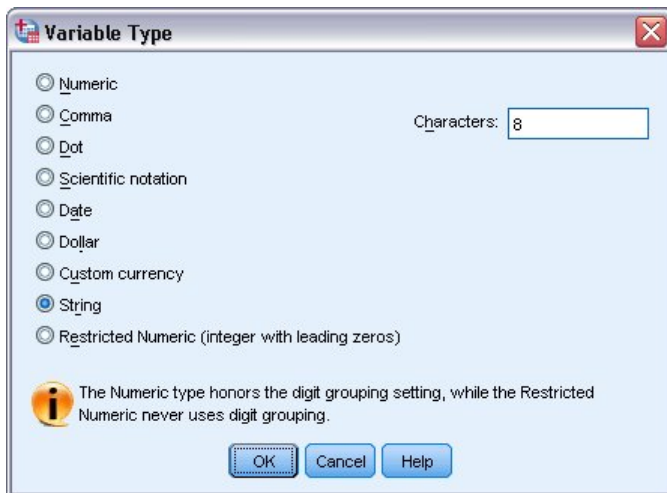 Variable Type
Numeric
Comma
Characters: 8
Dot
Scientific notation
Date
Dollar
Custom currency
String
Restricted Numeric (integer with leading zeros)
The Numeric type honors the digit grouping setting, while the Restricted
Numeric never uses digit grouping.
OK Cancel Help